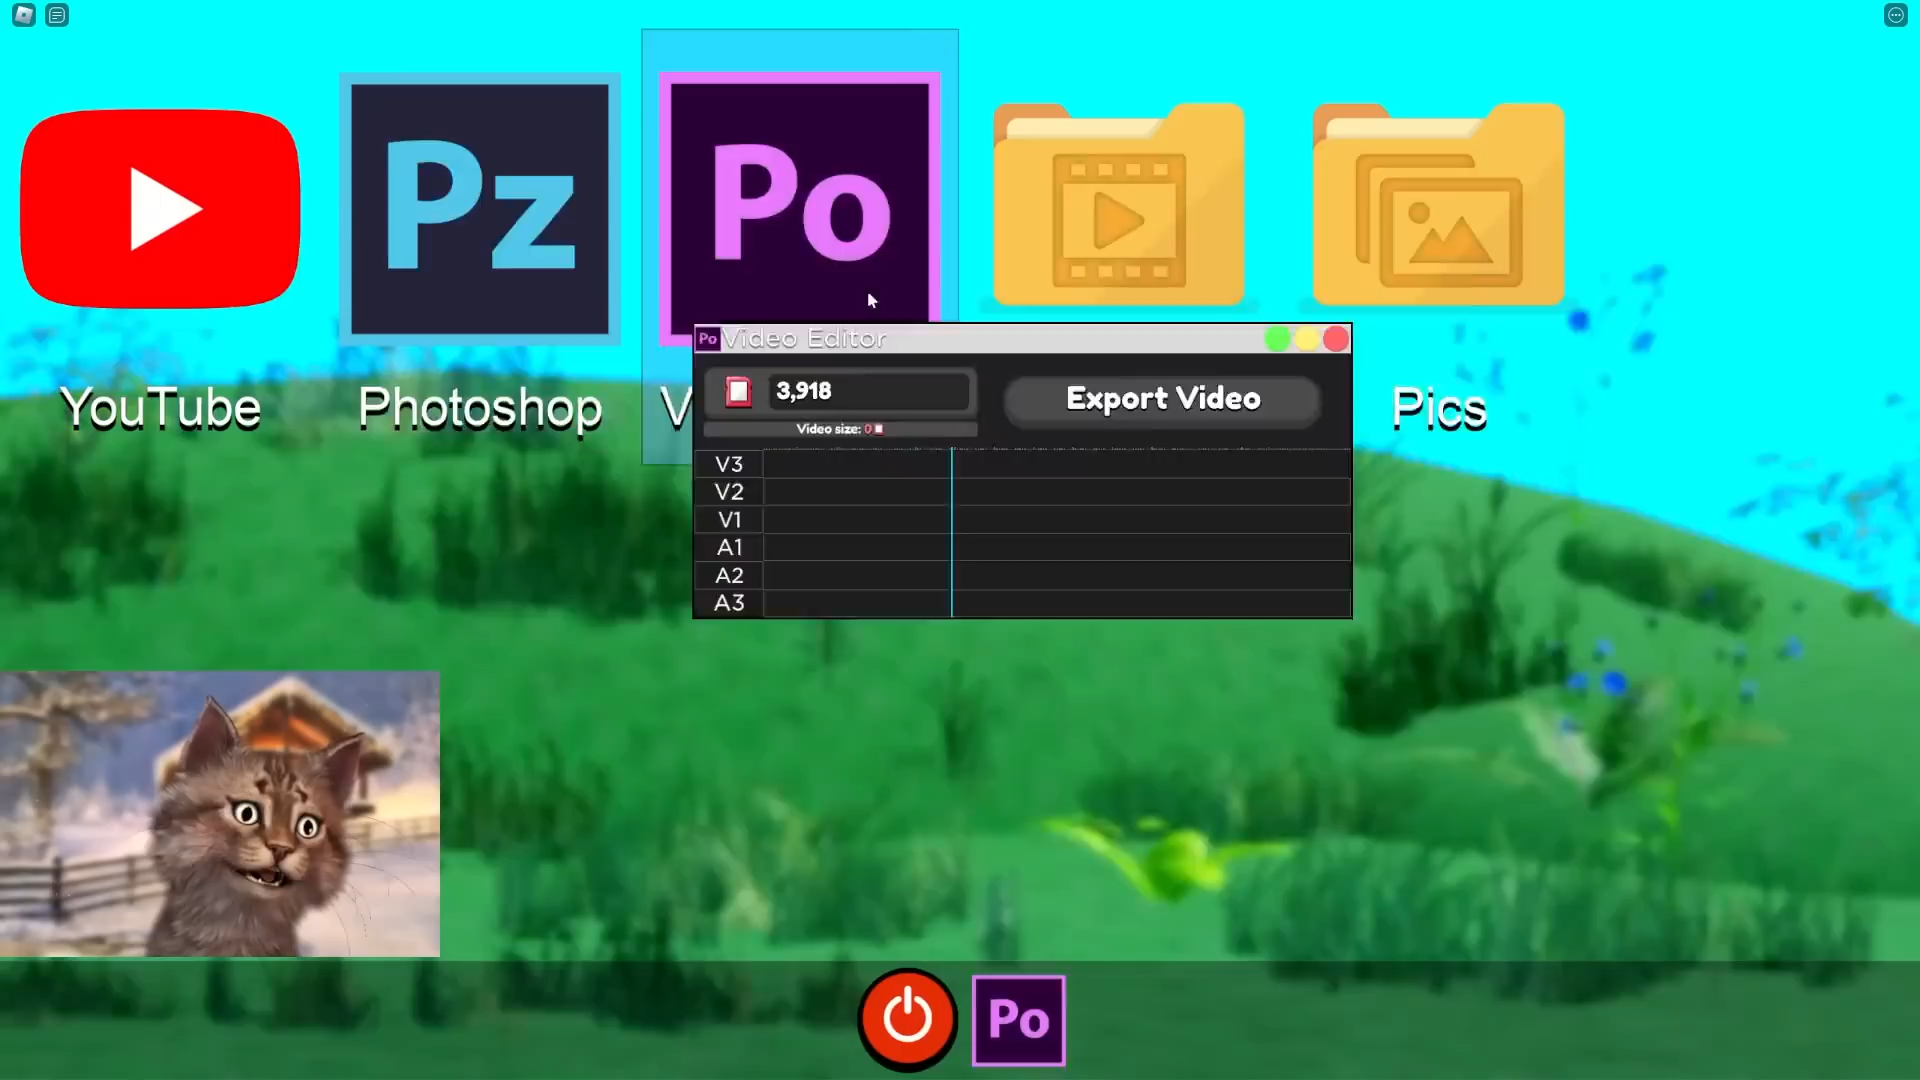 Pz
Po
Po Video Editor
3,918
Export Video
Video size: 0
YouTube
Photoshop
V
Pics
V3
V2
V1
A1
A2
A3
Po